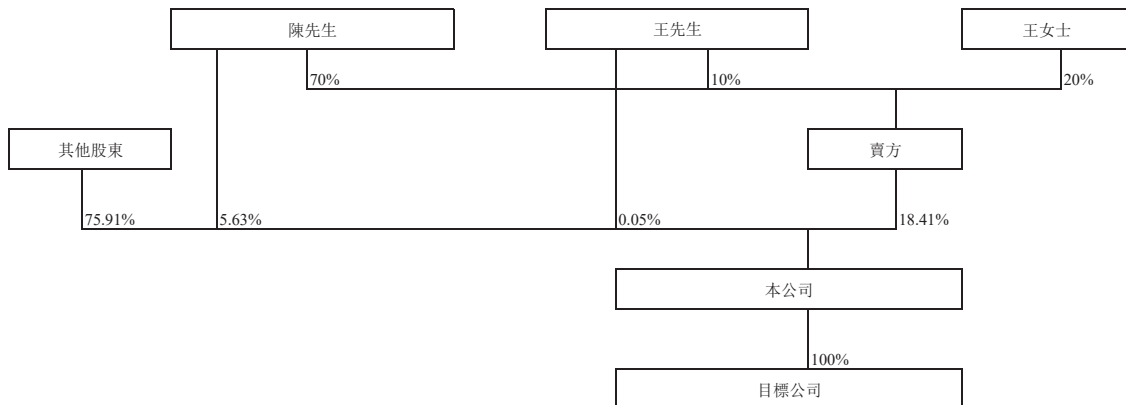 陳先生
王先生
王女士
70%
10%
20%
其他股東
賣方
75.91%
5.63%
0.05%
18.41%
本公司
100%
目標公司